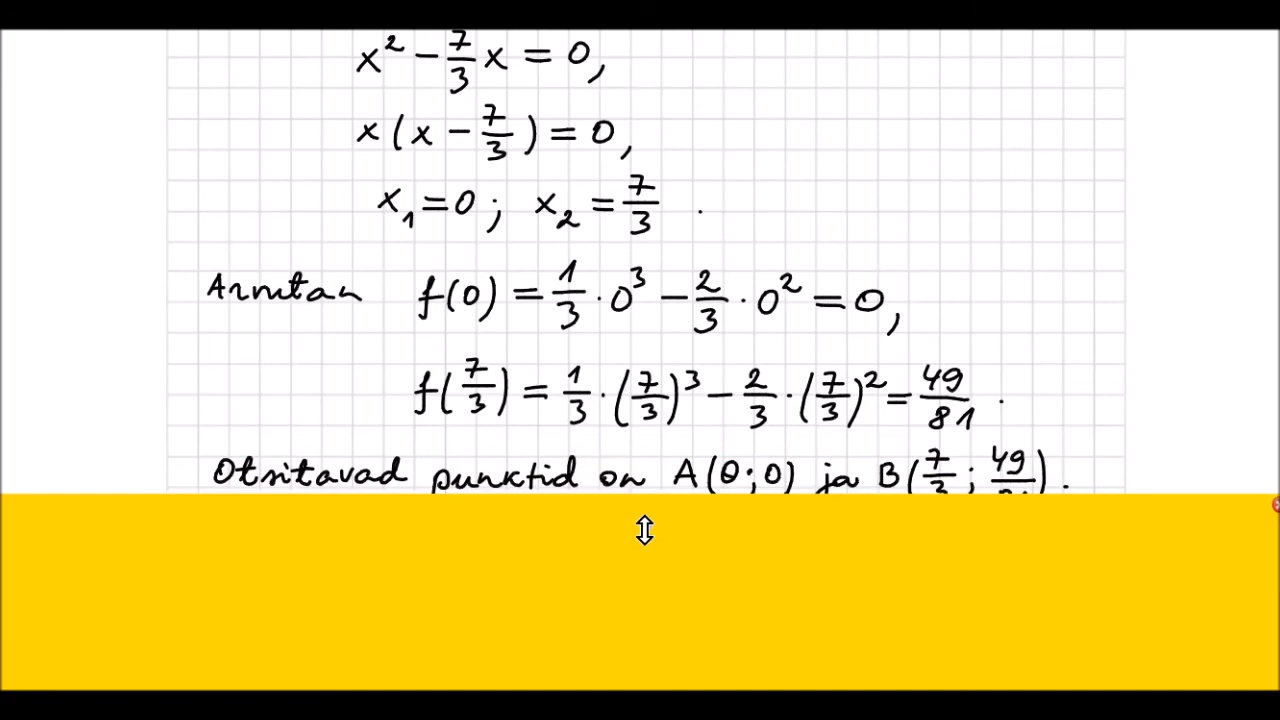 x² − 7/3 x = 0,
x(x − 7/3) = 0,
x₁ = 0; x₂ = 7/3 .
Arvutan f(0) = 1/3 · 0³ − 2/3 · 0² = 0,
f(7/3) = 1/3 · (7/3)³ − 2/3 · (7/3)² = 49/81 .
Otsitavad punktid on A(0;0) ja B(7/3; 49/81).